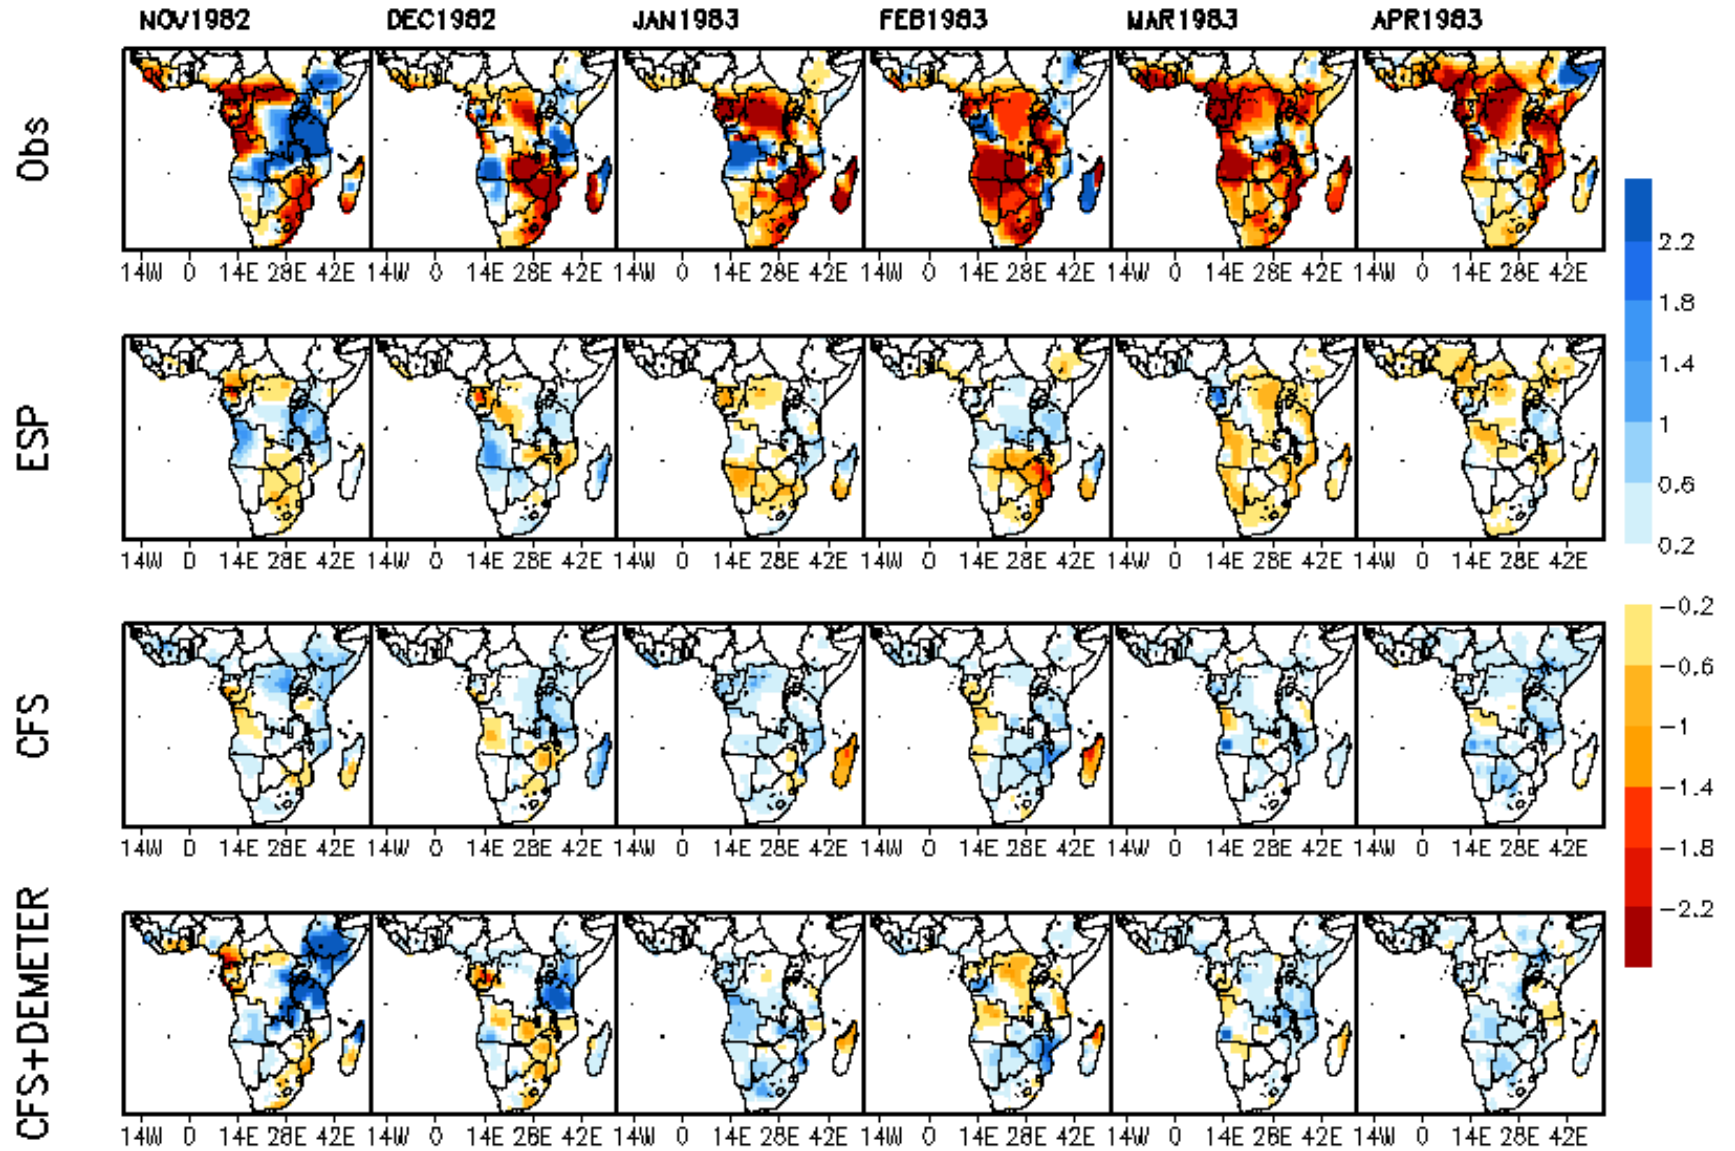 NOV1982 DEC1982 JAN1983 FEB1983 MAR1983 APR1983
Obs
14W 0 14E 28E 42E 14W 0 14E 28E 42E 14W 0 14E 28E 42E 14W 0 14E 28E 42E 14W 0 14E 28E 42E 14W 0 14E 28E 42E
ESP
14W 0 14E 28E 42E 14W 0 14E 28E 42E 14W 0 14E 28E 42E 14W 0 14E 28E 42E 14W 0 14E 28E 42E 14W 0 14E 28E 42E
CFS
14W 0 14E 28E 42E 14W 0 14E 28E 42E 14W 0 14E 28E 42E 14W 0 14E 28E 42E 14W 0 14E 28E 42E 14W 0 14E 28E 42E
CFS+DEMETER
14W 0 14E 28E 42E 14W 0 14E 28E 42E 14W 0 14E 28E 42E 14W 0 14E 28E 42E 14W 0 14E 28E 42E 14W 0 14E 28E 42E
2.2
1.8
1.4
1
0.6
0.2
−0.2
−0.6
−1
−1.4
−1.8
−2.2